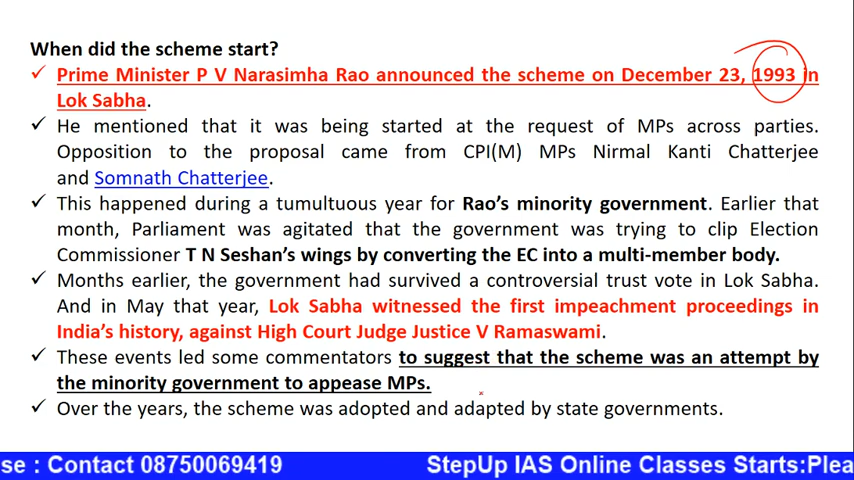 When did the scheme start?
✓ Prime Minister P V Narasimha Rao announced the scheme on December 23, 1993 in
Lok Sabha.
✓ He mentioned that it was being started at the request of MPs across parties.
Opposition to the proposal came from CPI(M) MPs Nirmal Kanti Chatterjee
and Somnath Chatterjee.
✓ This happened during a tumultuous year for Rao's minority government. Earlier that
month, Parliament was agitated that the government was trying to clip Election
Commissioner T N Seshan's wings by converting the EC into a multi-member body.
✓ Months earlier, the government had survived a controversial trust vote in Lok Sabha.
And in May that year, Lok Sabha witnessed the first impeachment proceedings in
India's history, against High Court Judge Justice V Ramaswami.
✓ These events led some commentators to suggest that the scheme was an attempt by
the minority government to appease MPs.
✓ Over the years, the scheme was adopted and adapted by state governments.
se : Contact 08750069419 StepUp IAS Online Classes Starts:Plea